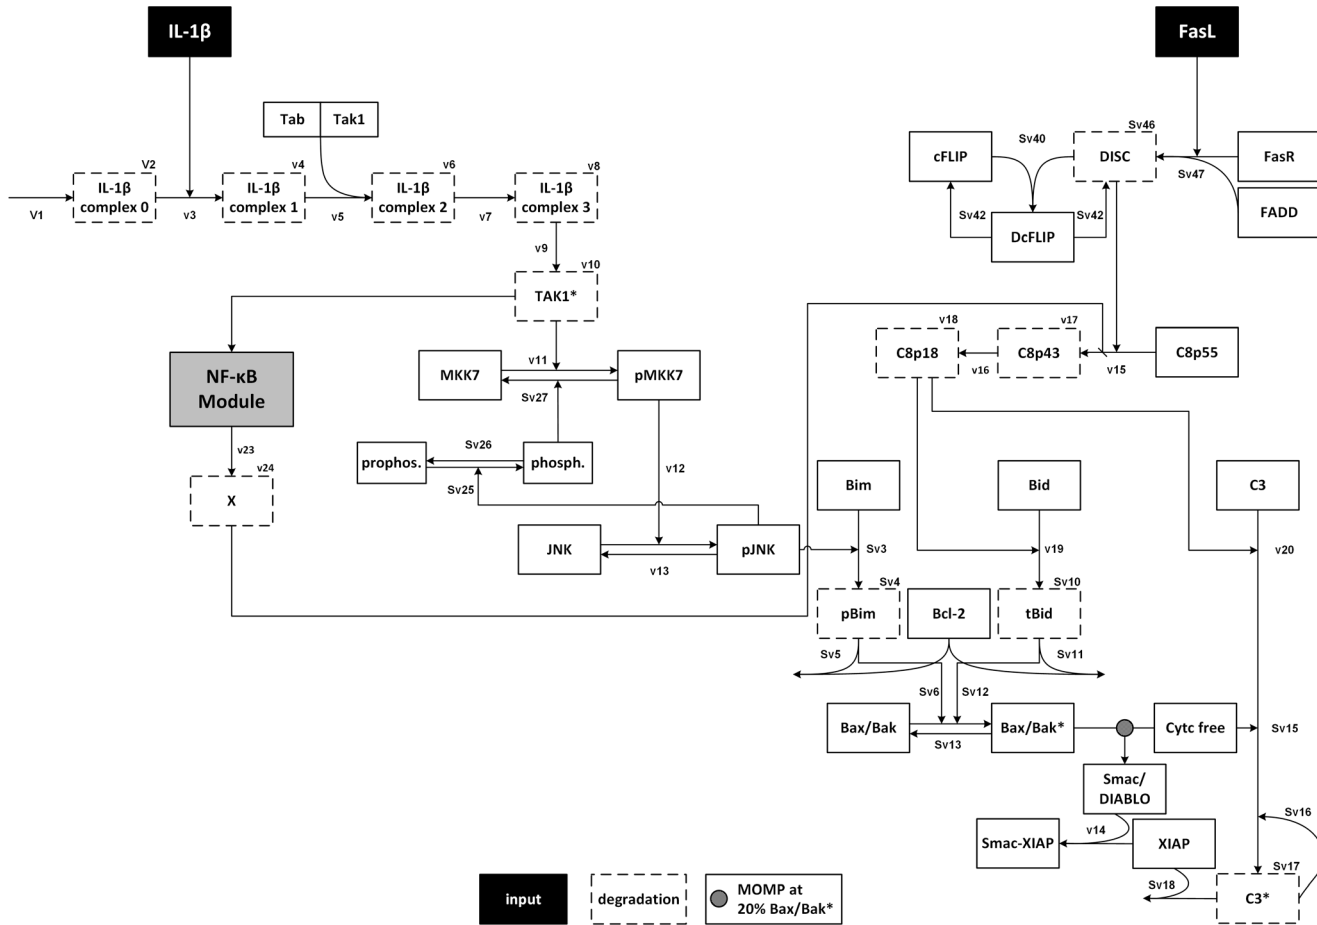 IL-1β
FasL
Tab
Tak1
V1
V2
IL-1β
complex 0
v3
v4
IL-1β
complex 1
v5
v6
IL-1β
complex 2
v7
v8
IL-1β
complex 3
v9
v10
TAK1*
cFLIP
Sv40
Sv46
DISC
Sv47
FasR
FADD
Sv42
DcFLIP
Sv42
NF-κB
Module
v23
v24
X
MKK7
v11
pMKK7
Sv27
prophos.
Sv26
phosph.
Sv25
v12
JNK
pJNK
v13
v18
C8p18
v16
v17
C8p43
v15
C8p55
Bim
Bid
C3
Sv3
v19
v20
Sv4
pBim
Bcl-2
Sv10
tBid
Sv5
Sv11
Sv6
Sv12
Bax/Bak
Sv13
Bax/Bak*
Cytc free
Sv15
Smac/
DIABLO
v14
Smac-XIAP
XIAP
Sv16
Sv17
Sv18
C3*
input
degradation
MOMP at
20% Bax/Bak*